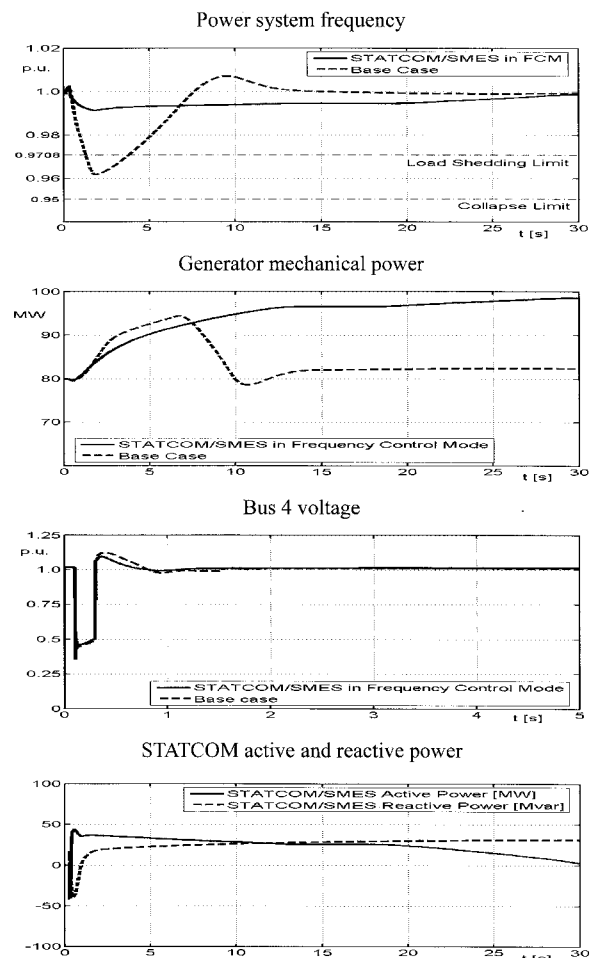 Power system frequency
1.02
p.u.
1.0
0.98
0.9708
0.96
0.95
STATCOM/SMES in FCM
Base Case
Load Shedding Limit
Collapse Limit
0 5 10 15 20 25 30
t [s]
Generator mechanical power
100
MW
90
80
70
STATCOM/SMES in Frequency Control Mode
Base Case
0 5 10 15 20 25 30
t [s]
Bus 4 voltage
1.25
p.u.
1.0
0.75
0.5
0.25
0
STATCOM/SMES in Frequency Control Mode
Base case
0 1 2 3 4 5
t [s]
STATCOM active and reactive power
100
50
0
-50
-100
STATCOM/SMES Active Power [MW]
STATCOM/SMES Reactive Power [Mvar]
0 5 10 15 20 25 30
t [s]